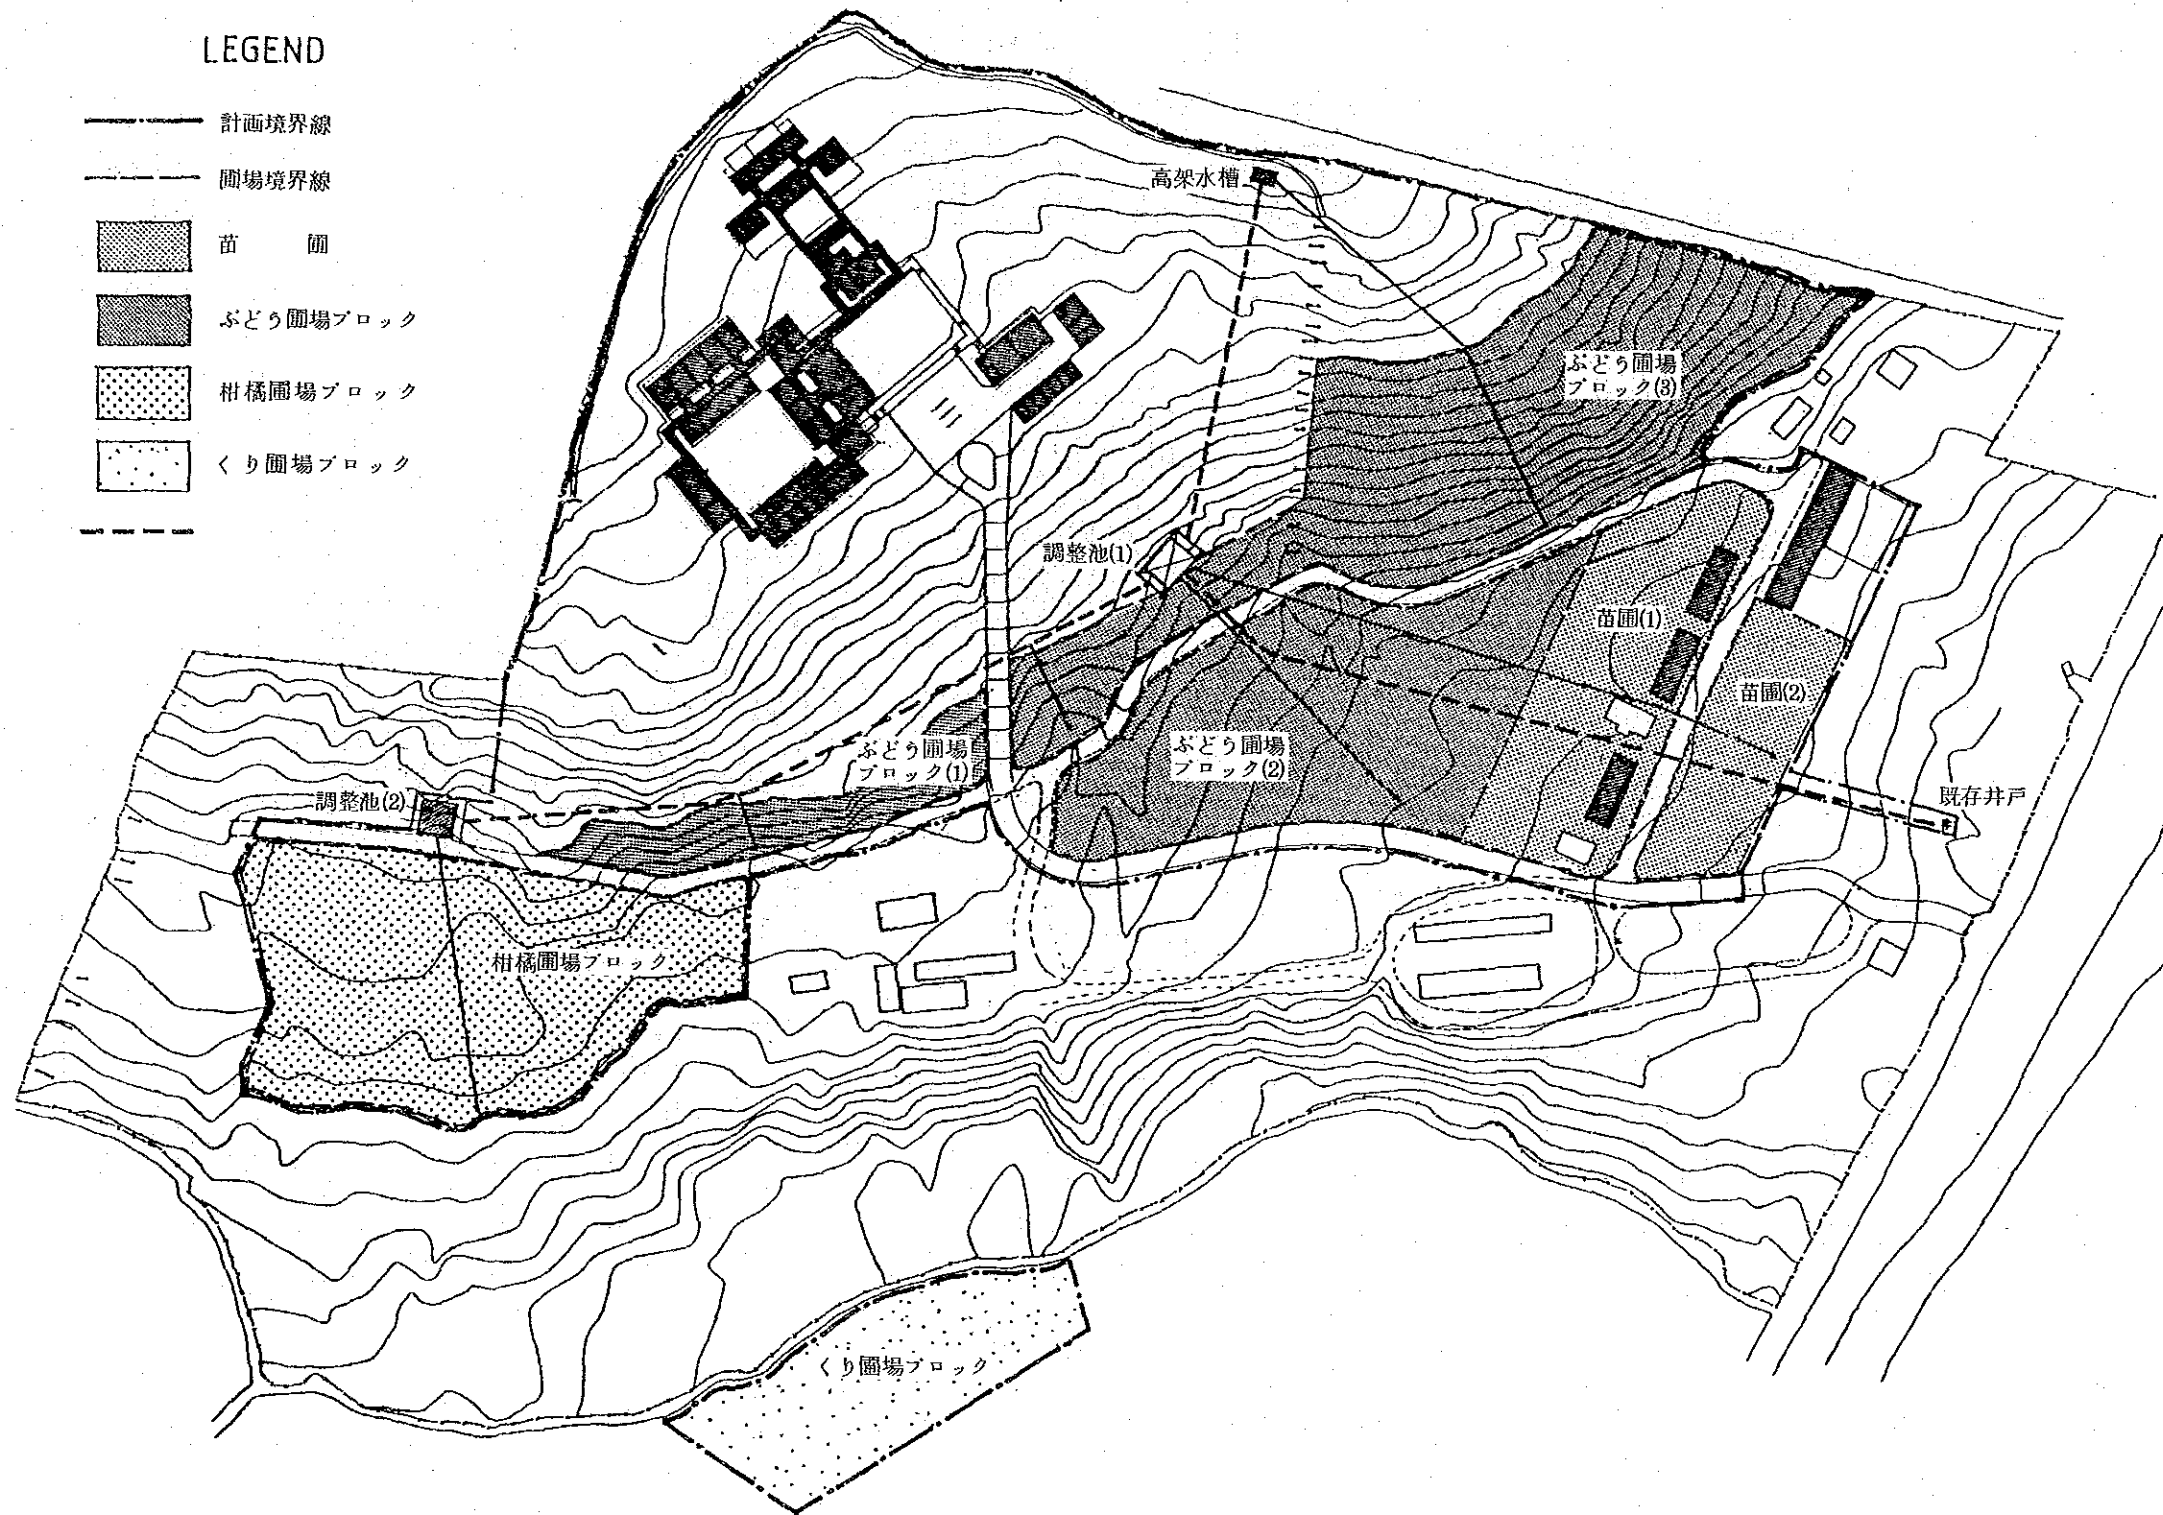 LEGEND
計画境界線
圃場境界線
苗 圃
ぶどう圃場ブロック
柑橘圃場ブロック
くり圃場ブロック
高架水槽
ぶどう圃場
ブロック(3)
調整池(1)
苗圃(1)
苗圃(2)
ぶどう圃場
ブロック(1)
ぶどう圃場
ブロック(2)
調整池(2)
既存井戸
柑橘圃場ブロック
くり圃場ブロック